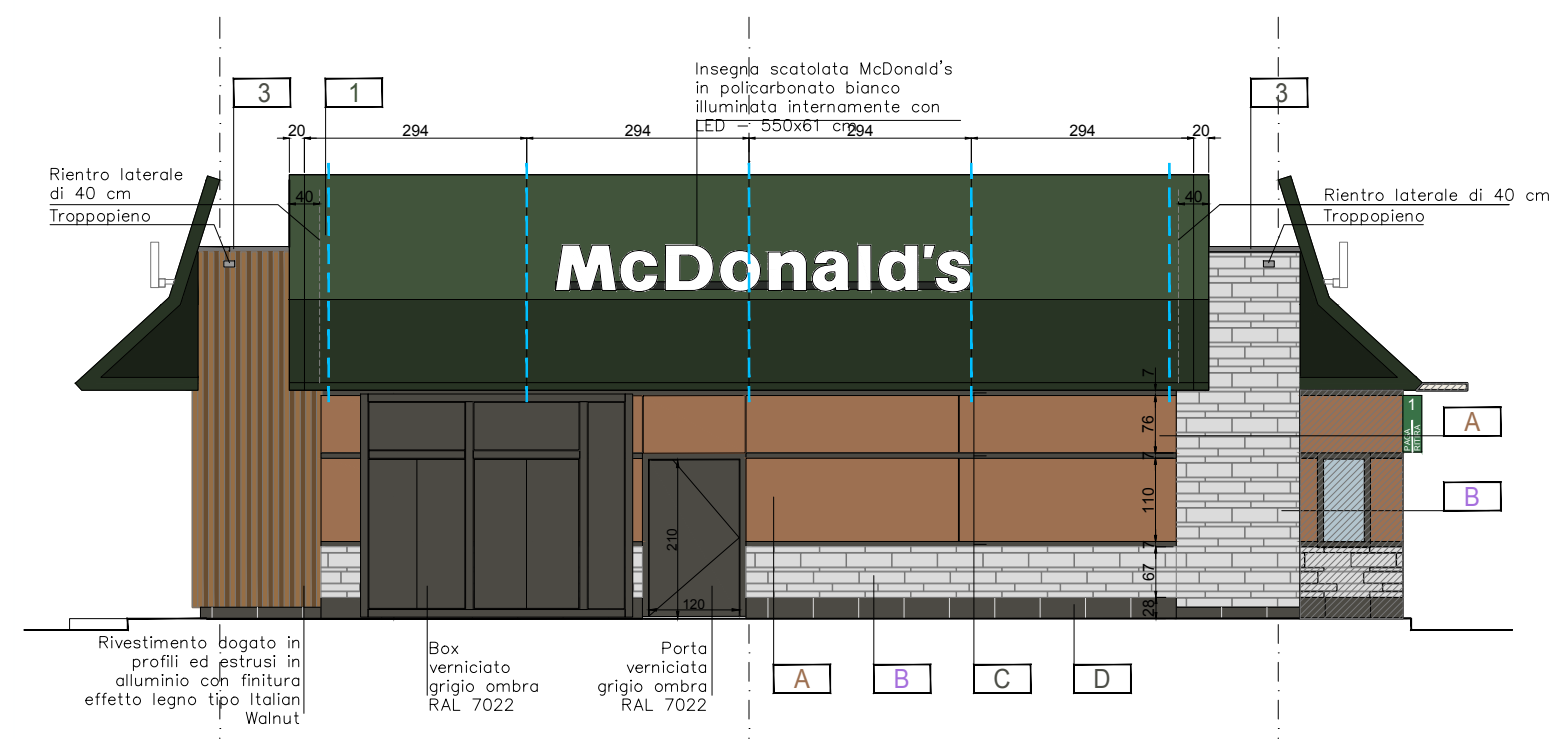 Insegna scatolata McDonald's
in policarbonato bianco
illuminata internamente con
LED – 550x61 cm
3
1
3
20
294
294
294
294
20
Rientro laterale
di 40 cm
Troppopieno
40
40
Rientro laterale di 40 cm
Troppopieno
McDonald's
7
76
7
110
7
67
28
1
PAGA
RITIRA
A
B
210
120
Rivestimento dogato in
profili ed estrusi in
alluminio con finitura
effetto legno tipo Italian
Walnut
Box
verniciato
grigio ombra
RAL 7022
Porta
verniciata
grigio ombra
RAL 7022
A
B
C
D